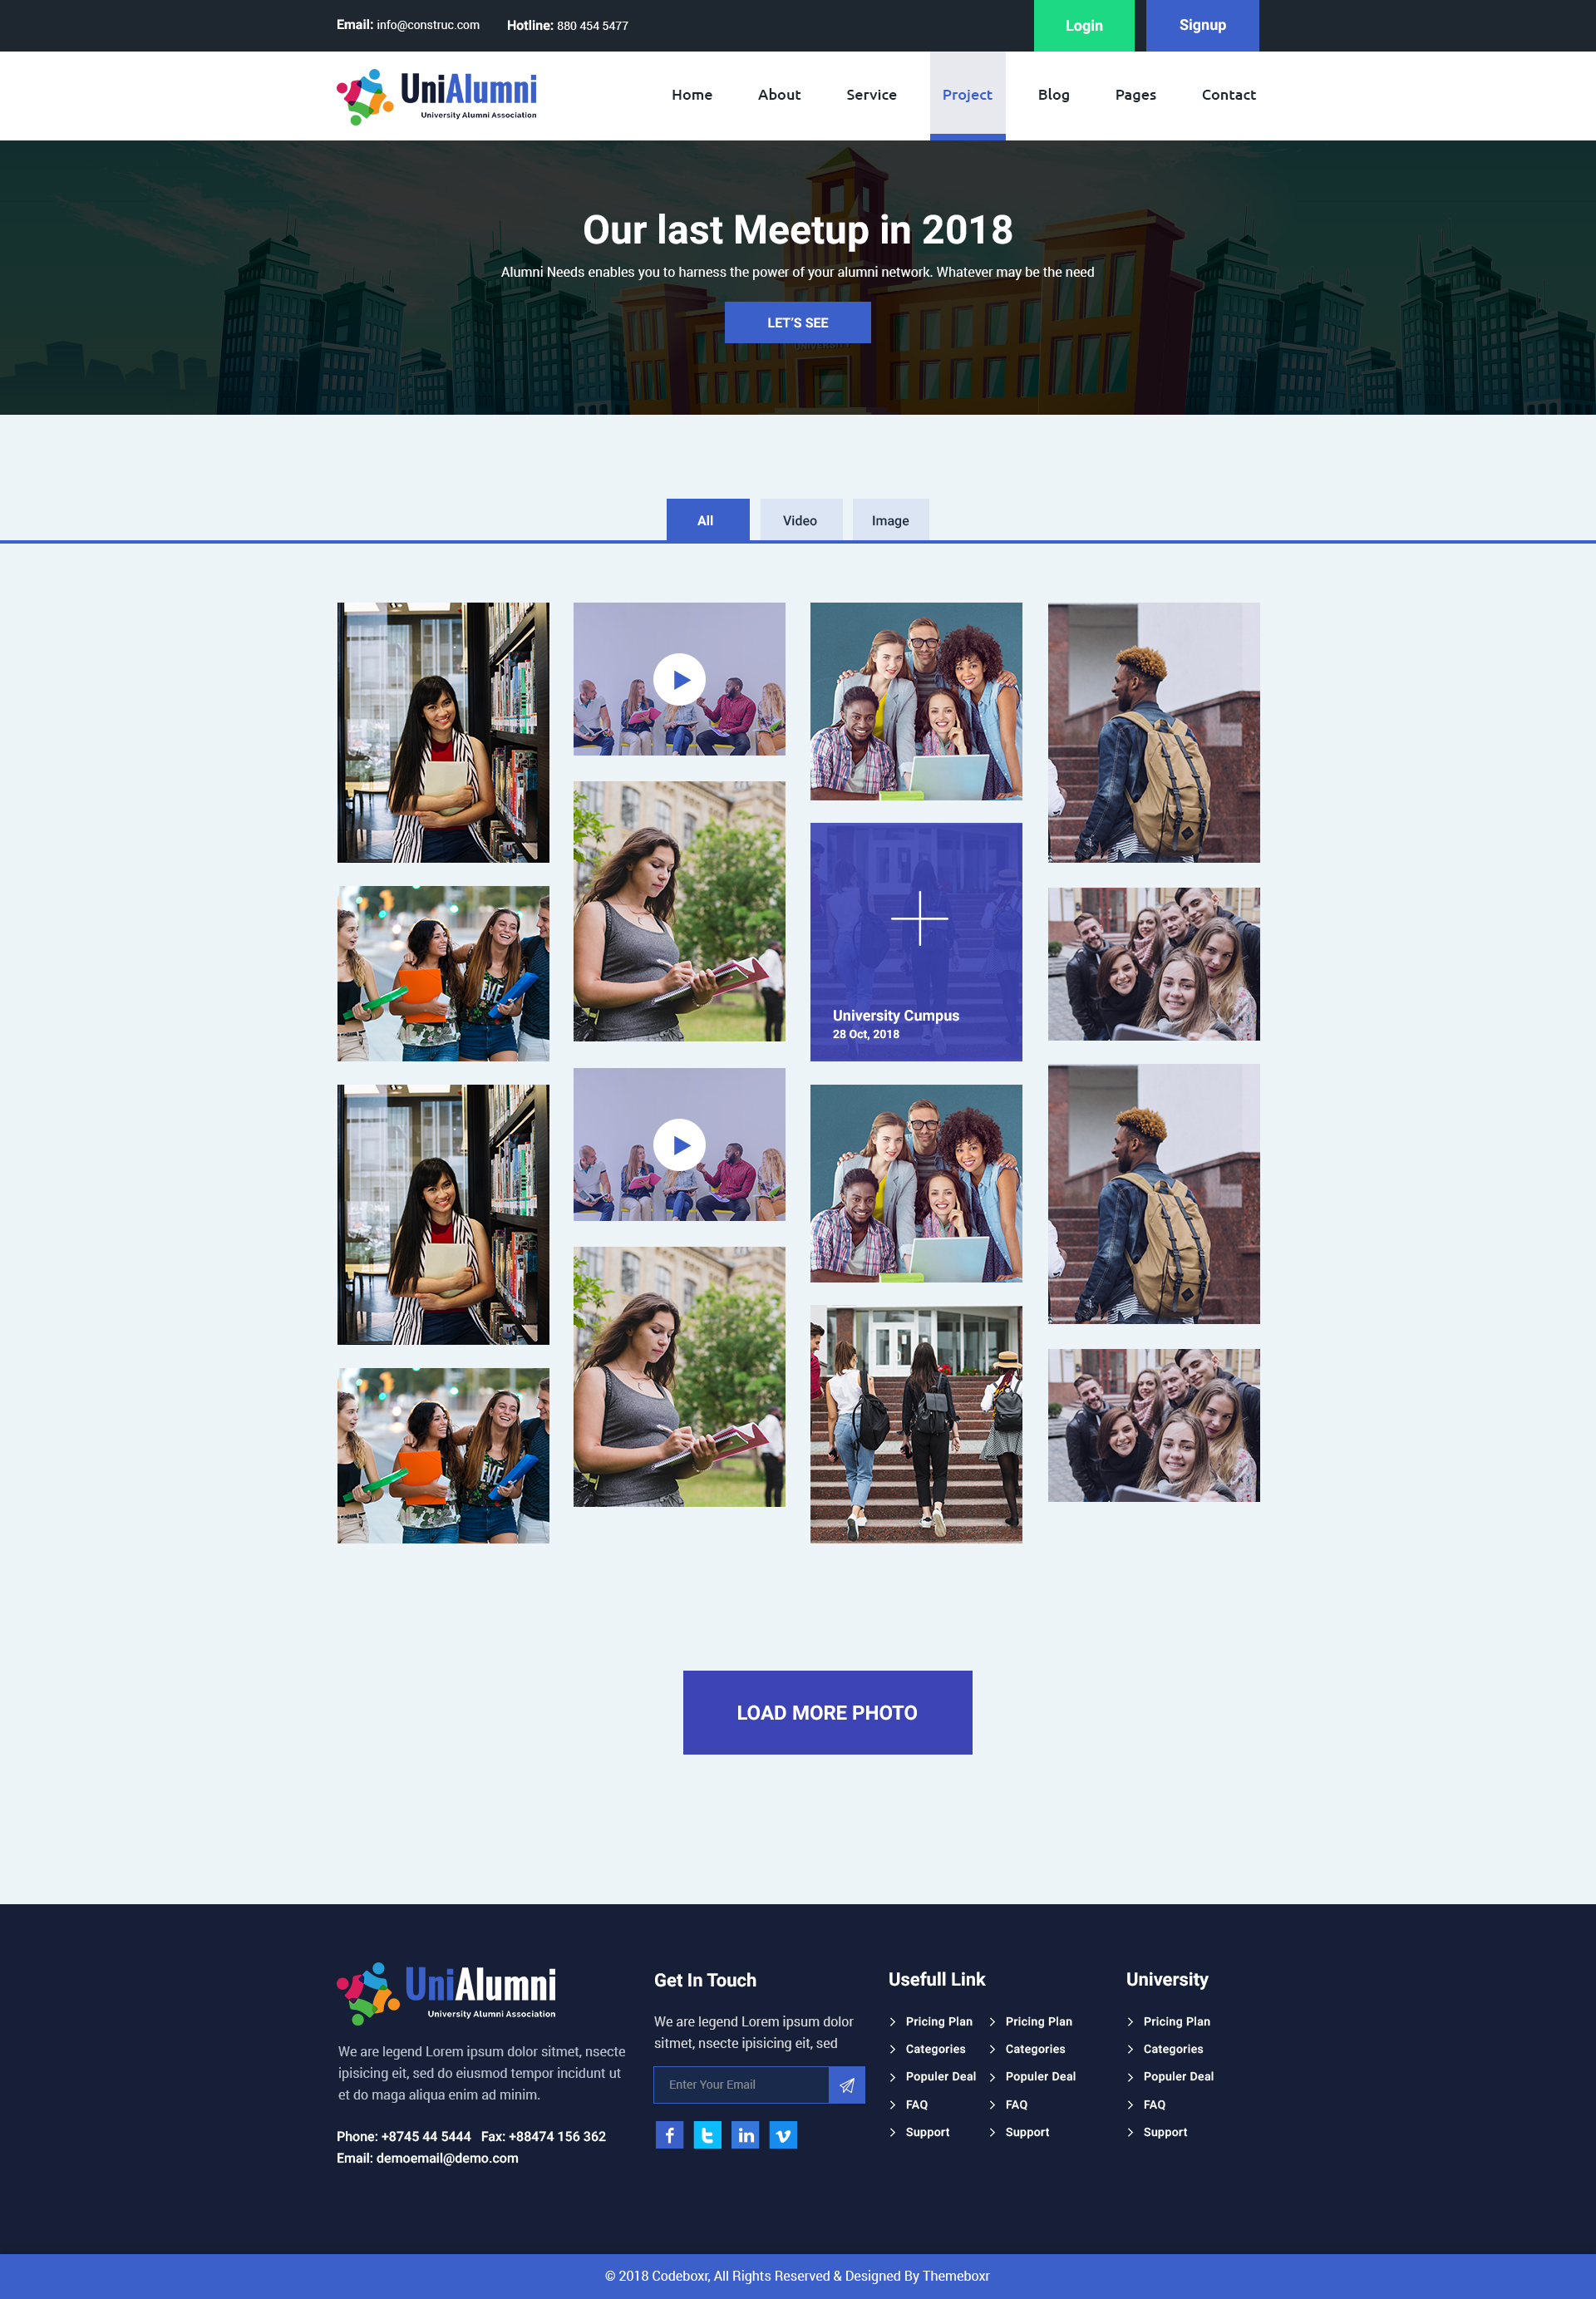 Email: info@construc.com Hotline: 880 454 5477
Login
Signup
UniAlumni
University Alumni Association
Home About Service Project Blog Pages Contact
Our last Meetup in 2018
Alumni Needs enables you to harness the power of your alumni network. Whatever may be the need
LET'S SEE
UNIVERSITY
All Video Image
University Cumpus
28 Oct, 2018
LOAD MORE PHOTO
UniAlumni
University Alumni Association
We are legend Lorem ipsum dolor sitmet, nsecte
ipisicing eit, sed do eiusmod tempor incidunt ut
et do maga aliqua enim ad minim.
Phone: +8745 44 5444 Fax: +88474 156 362
Email: demoemail@demo.com
Get In Touch
We are legend Lorem ipsum dolor
sitmet, nsecte ipisicing eit, sed
Enter Your Email
Usefull Link
Pricing Plan
Categories
Populer Deal
FAQ
Support
Pricing Plan
Categories
Populer Deal
FAQ
Support
University
Pricing Plan
Categories
Populer Deal
FAQ
Support
© 2018 Codeboxr, All Rights Reserved & Designed By Themeboxr